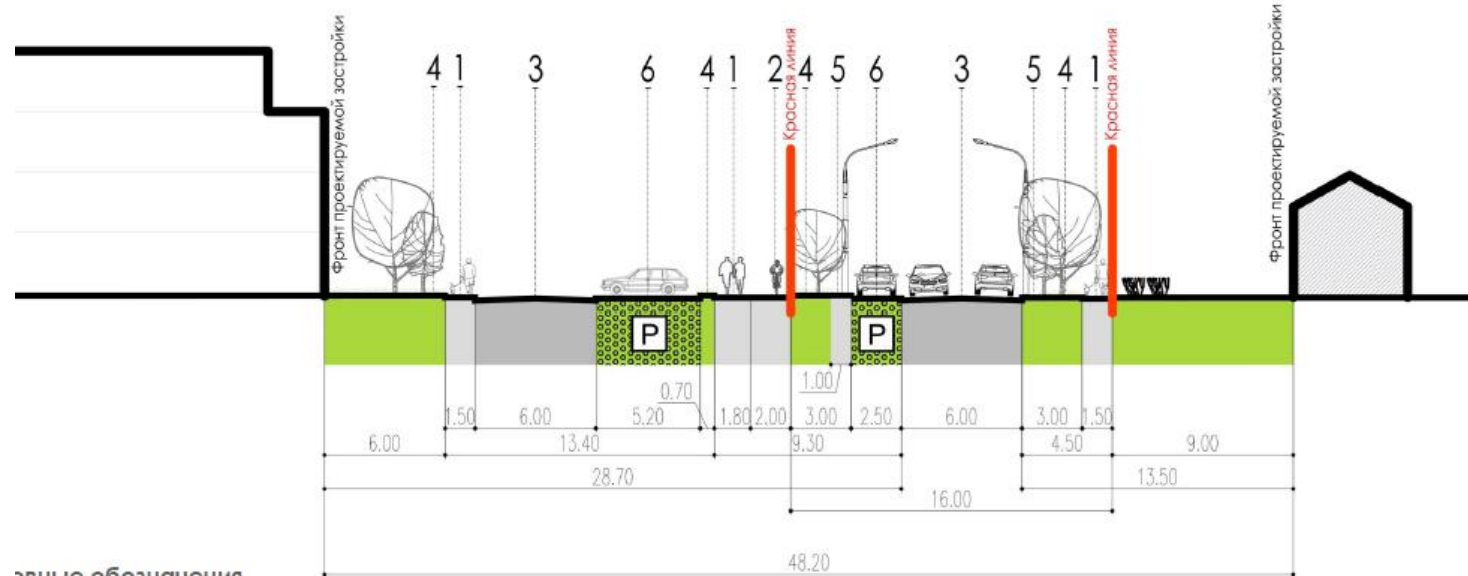 Фронт проектируемой застройки
4 1 3 6 4 1 2 4 5 6 3 5 4 1
Красная линия
Красная линия
Фронт проектируемой застройки
P P
1.00
0.70
1.50 6.00 5.20 1.80 2.00 3.00 2.50 6.00 3.00 1.50
6.00 13.40 9.30 4.50 9.00
28.70 13.50
16.00
48.20
обозначения